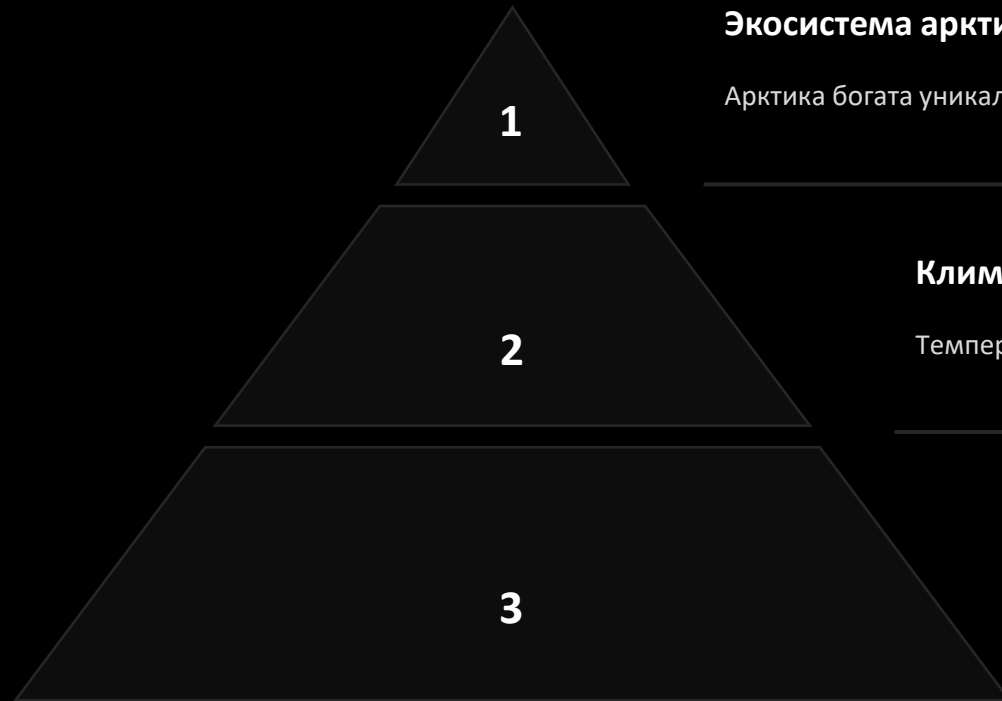 Экосистема аркти
Арктика богата уникал
1
Клим
Темпер
2
3